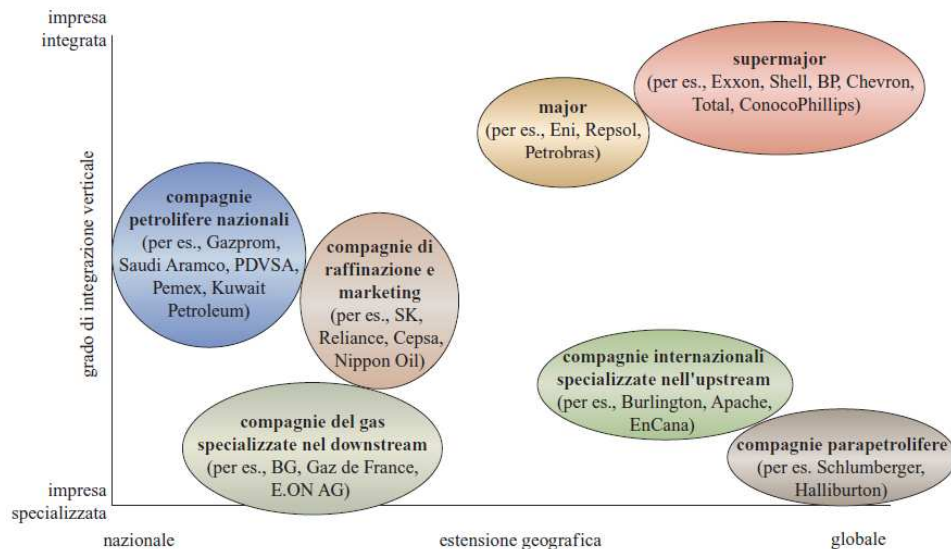 impresa
integrata
supermajor
(per es., Exxon, Shell, BP, Chevron,
Total, ConocoPhillips)
major
(per es., Eni, Repsol,
Petrobras)
grado di integrazione verticale
compagnie
petrolifere nazionali
(per es., Gazprom,
Saudi Aramco, PDVSA,
Pemex, Kuwait
Petroleum)
compagnie di
raffinazione e
marketing
(per es., SK,
Reliance, Cepsa,
Nippon Oil)
compagnie internazionali
specializzate nell'upstream
(per es., Burlington, Apache,
EnCana)
compagnie del gas
specializzate nel downstream
(per es., BG, Gaz de France,
E.ON AG)
compagnie parapetrolifere
(per es. Schlumberger,
Halliburton)
impresa
specializzata
nazionale
estensione geografica
globale